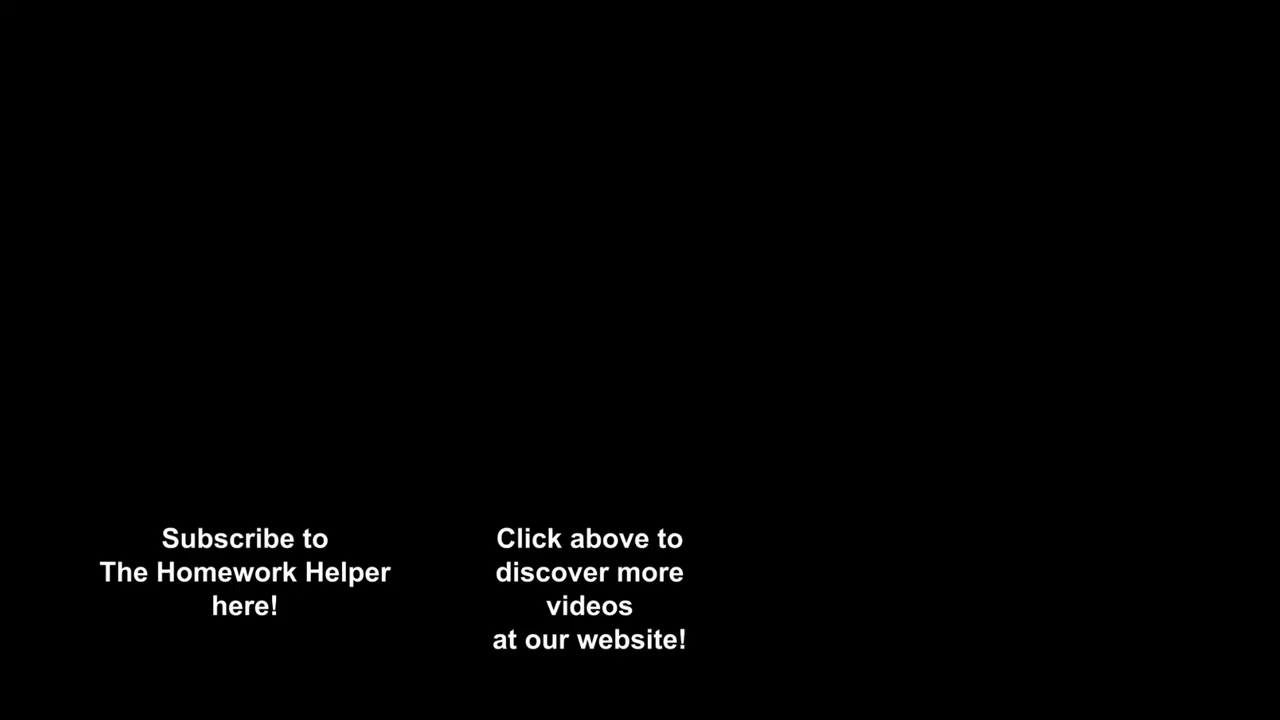 Subscribe to
The Homework Helper
here!
Click above to
discover more
videos
at our website!